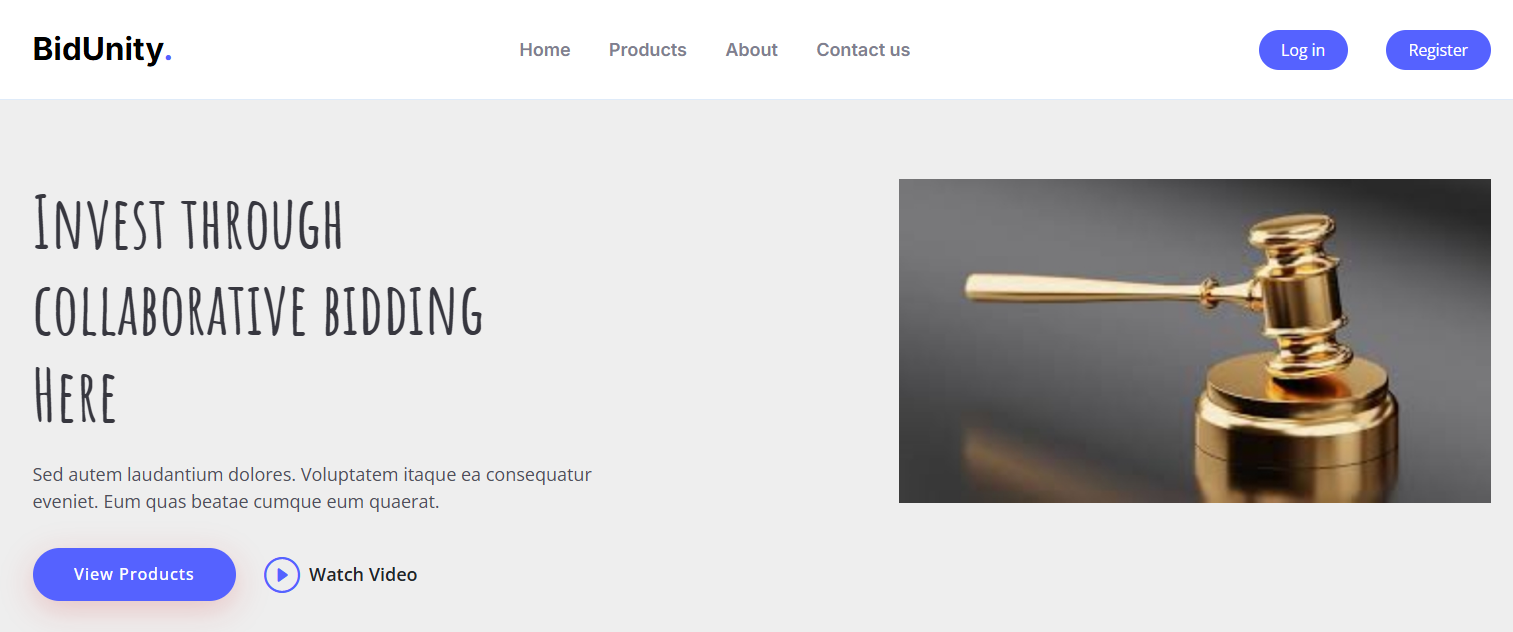 BidUnity.
Home Products About Contact us
Log in Register
Invest through
collaborative bidding
Here
Sed autem laudantium dolores. Voluptatem itaque ea consequatur
eveniet. Eum quas beatae cumque eum quaerat.
View Products
Watch Video